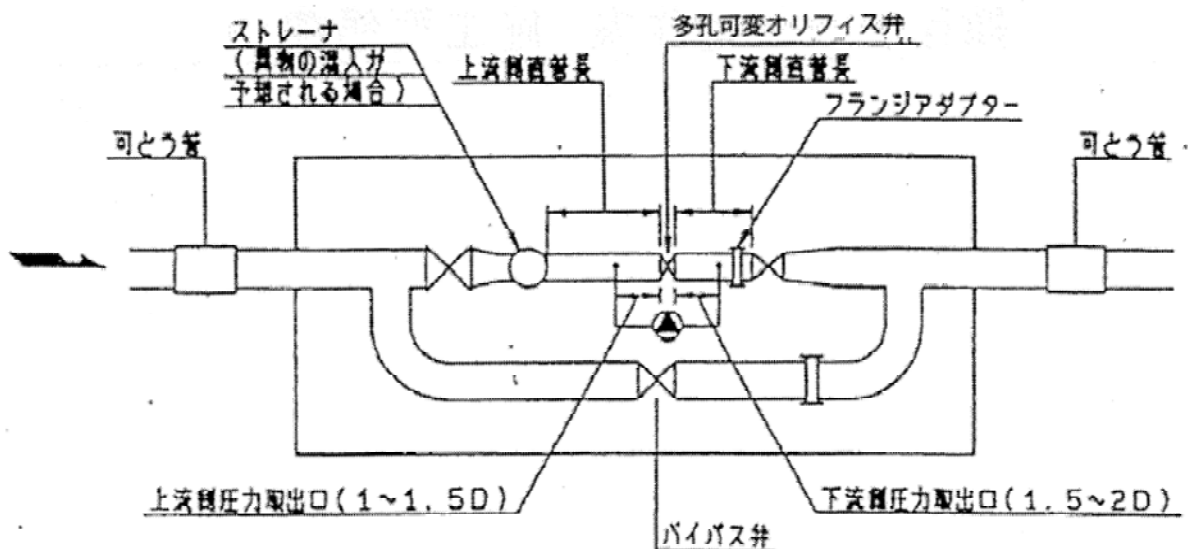 ストレーナ
(異物の混入が
予想される場合)
多孔可変オリフィス弁
上流側直管長
下流側直管長
フランジアダプター
可とう管
可とう管
上流側圧力取出口(1~1.5D)
下流側圧力取出口(1.5~2D)
バイパス弁